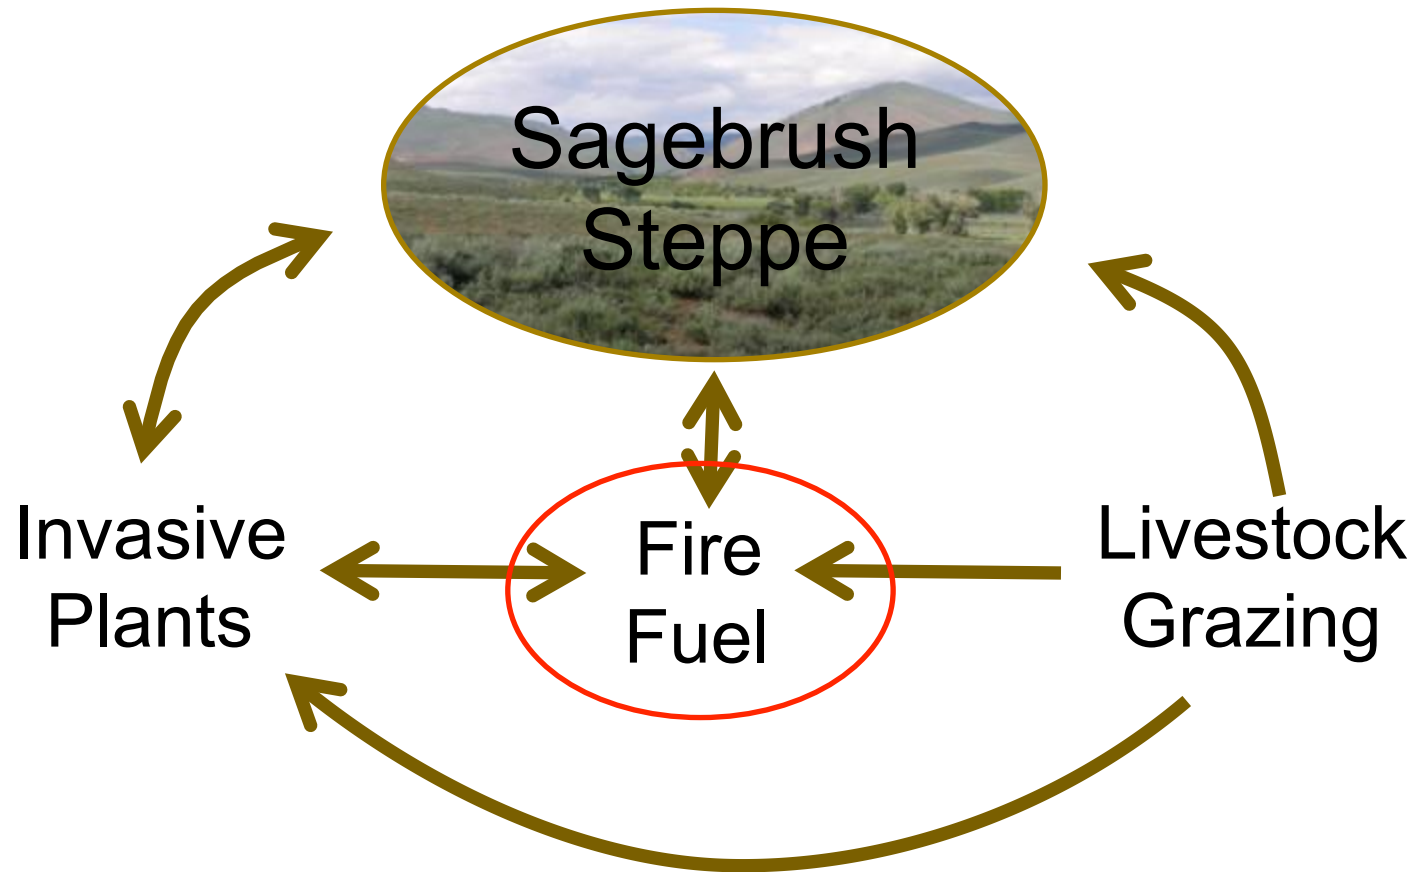 Sagebrush
Steppe
Invasive
Plants
Fire
Fuel
Livestock
Grazing